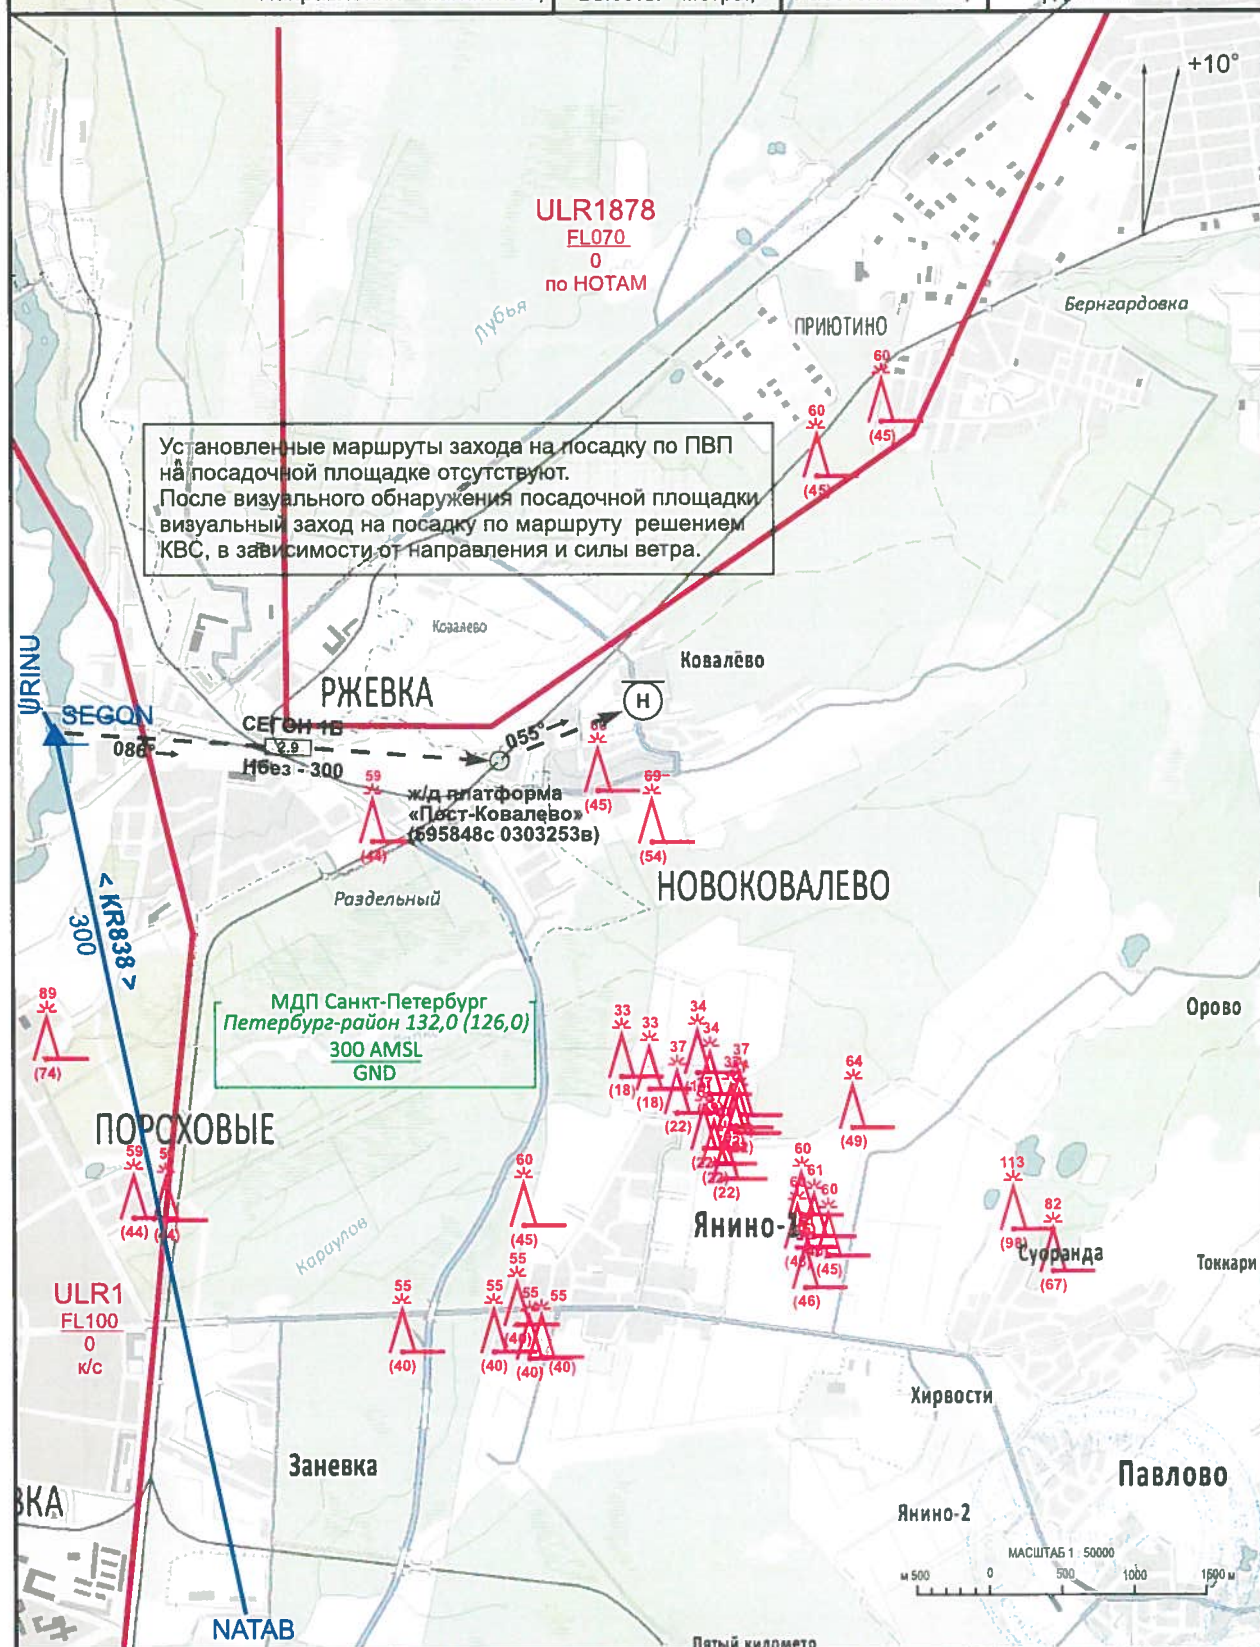 +10°
ULR1878
FL070
0
по НОТАМ
Лубья
Бернгардовка
ПРИЮТИНО
60
(45)
60
(45)
Установленные маршруты захода на посадку по ПВП
на посадочной площадке отсутствуют.
После визуального обнаружения посадочной площадки
визуальный заход на посадку по маршруту решением
КВС, в зависимости от направления и силы ветра.
Ковалево
Ковалёво
URINU
SEGON
РЖЕВКА
H
СЕГОН 1Б
086°
2.9
055°
Нбез - 300
59
(44)
ж/д платформа
«Пост-Ковалево»
(595848с 0303253в)
(45)
69
(54)
НОВОКОВАЛЕВО
Раздельный
< KR838 >
300
89
(74)
МДП Санкт-Петербург
Петербург-район 132,0 (126,0)
300 AMSL
GND
Орово
33
(18)
33
(18)
37
(22)
34
34
37
(22)
(22)
64
(49)
ПОРОХОВЫЕ
59
(44)
60
(45)
60
61
60
(45)
(46)
Янино-1
113
(98)
82
(67)
Суоранда
Токкари
Кариулов
ULR1
FL100
0
к/с
55
(40)
55
(40)
55
(40)
55
(40)
55
(40)
Хирвости
Заневка
Павлово
ВКА
Янино-2
МАСШТАБ 1 : 50000
м 500 0 500 1000 1500 м
NATAB
Пятый километр